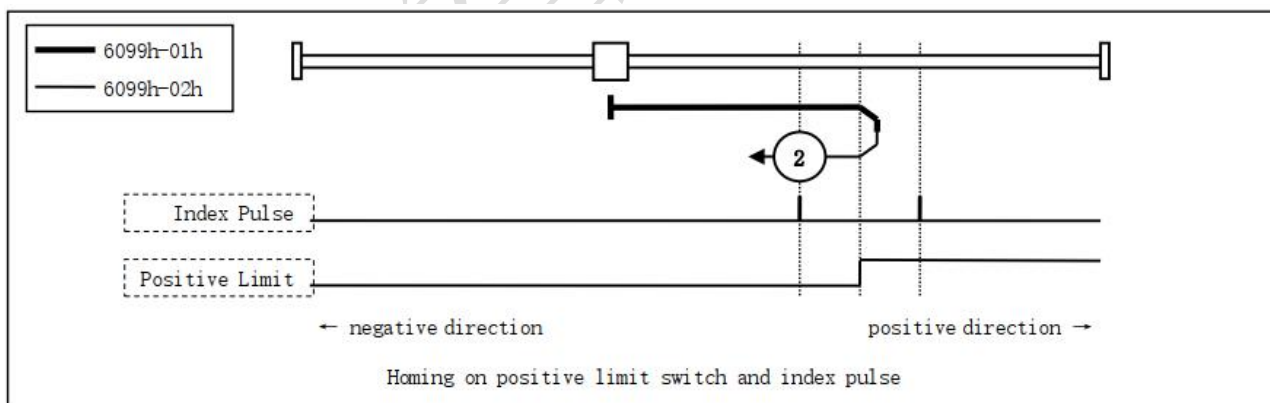 6099h-01h
6099h-02h
2
Index Pulse
Positive Limit
← negative direction
positive direction →
Homing on positive limit switch and index pulse